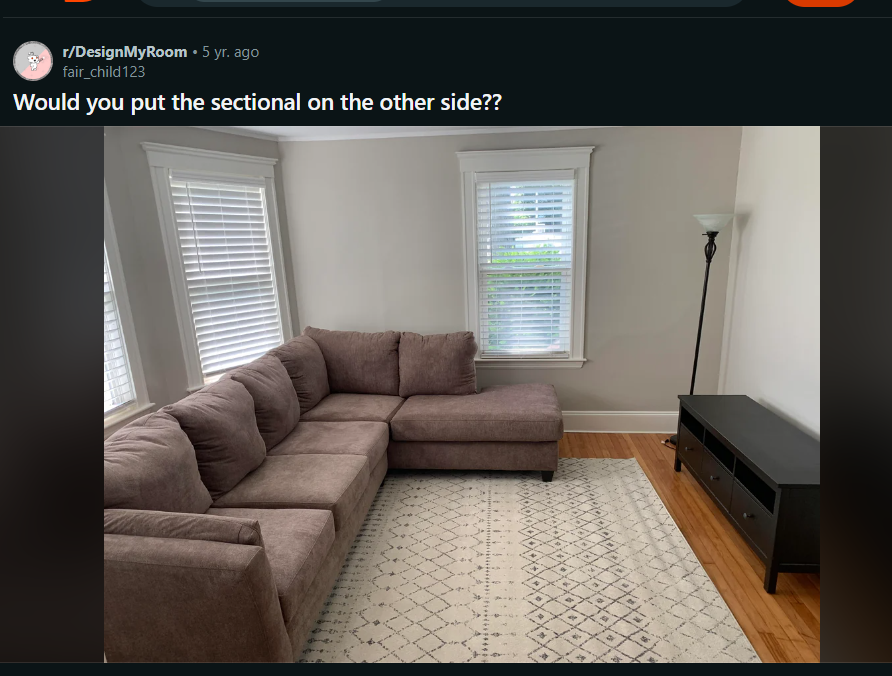 r/DesignMyRoom • 5 yr. ago
fair_child123
Would you put the sectional on the other side??